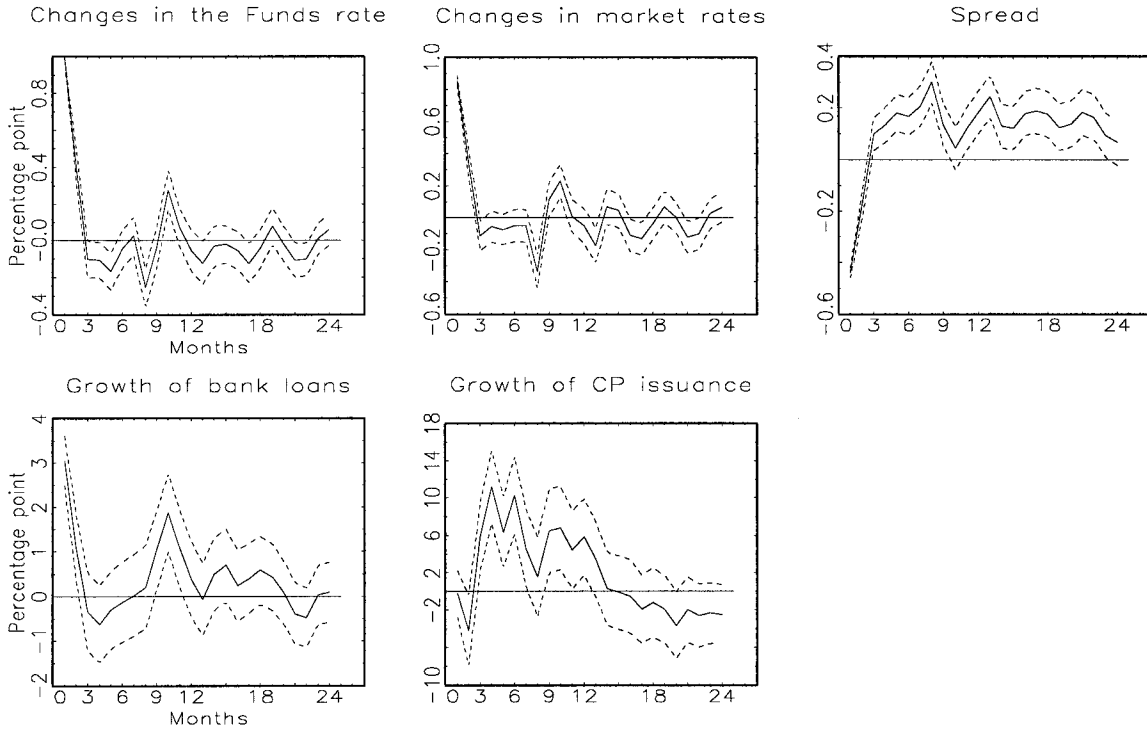 Changes in the Funds rate
Changes in market rates
Spread
Percentage point
0.8
0.4
-0.0
-0.4
0 3 6 9 12 18 24
Months
1.0
0.6
0.2
-0.2
-0.6
0 3 6 9 12 18 24
0.4
0.2
-0.2
-0.6
0 3 6 9 12 18 24
Growth of bank loans
Growth of CP issuance
Percentage point
4
3
2
1
0
-1
-2
0 3 6 9 12 18 24
Months
18
14
10
6
2
-2
-10
0 3 6 9 12 18 24